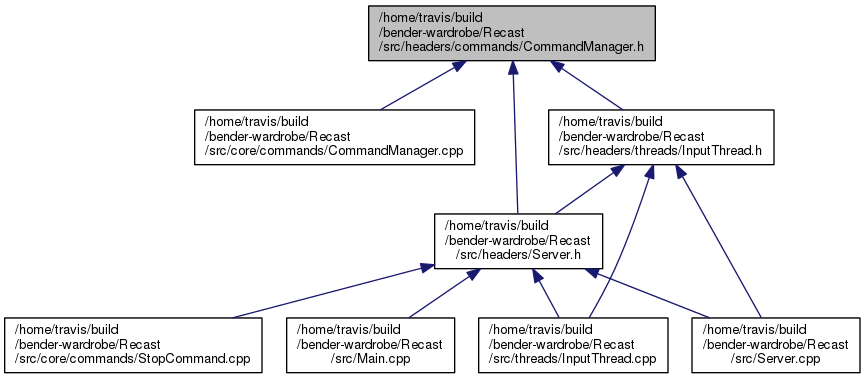 /home/travis/build
/bender-wardrobe/Recast
/src/headers/commands/CommandManager.h
/home/travis/build
/bender-wardrobe/Recast
/src/core/commands/CommandManager.cpp
/home/travis/build
/bender-wardrobe/Recast
/src/headers/threads/InputThread.h
/home/travis/build
/bender-wardrobe/Recast
/src/headers/Server.h
/home/travis/build
/bender-wardrobe/Recast
/src/core/commands/StopCommand.cpp
/home/travis/build
/bender-wardrobe/Recast
/src/Main.cpp
/home/travis/build
/bender-wardrobe/Recast
/src/threads/InputThread.cpp
/home/travis/build
/bender-wardrobe/Recast
/src/Server.cpp